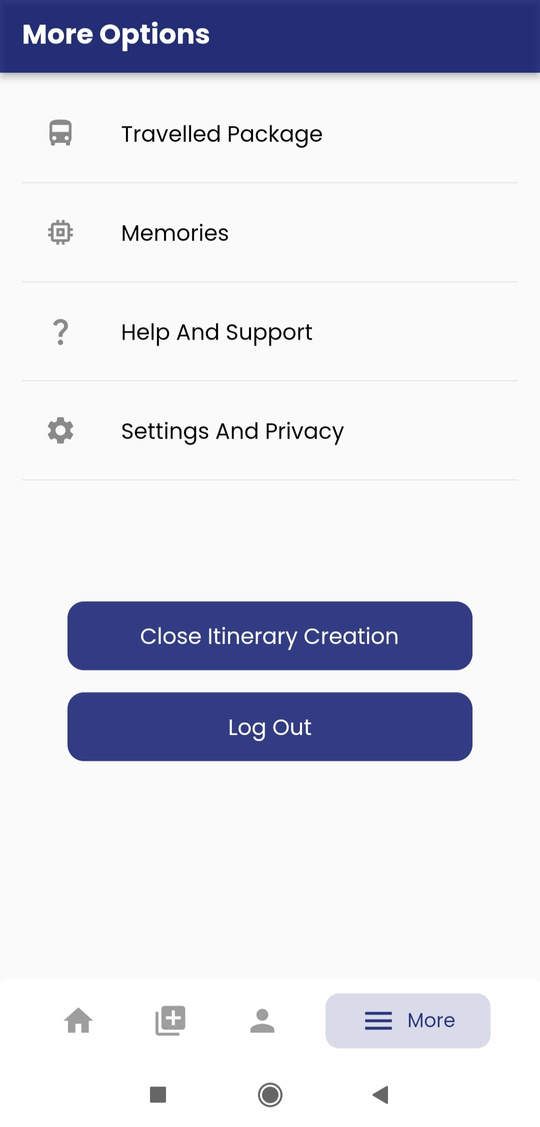 More Options
Travelled Package
Memories
Help And Support
Settings And Privacy
Close Itinerary Creation
Log Out
More